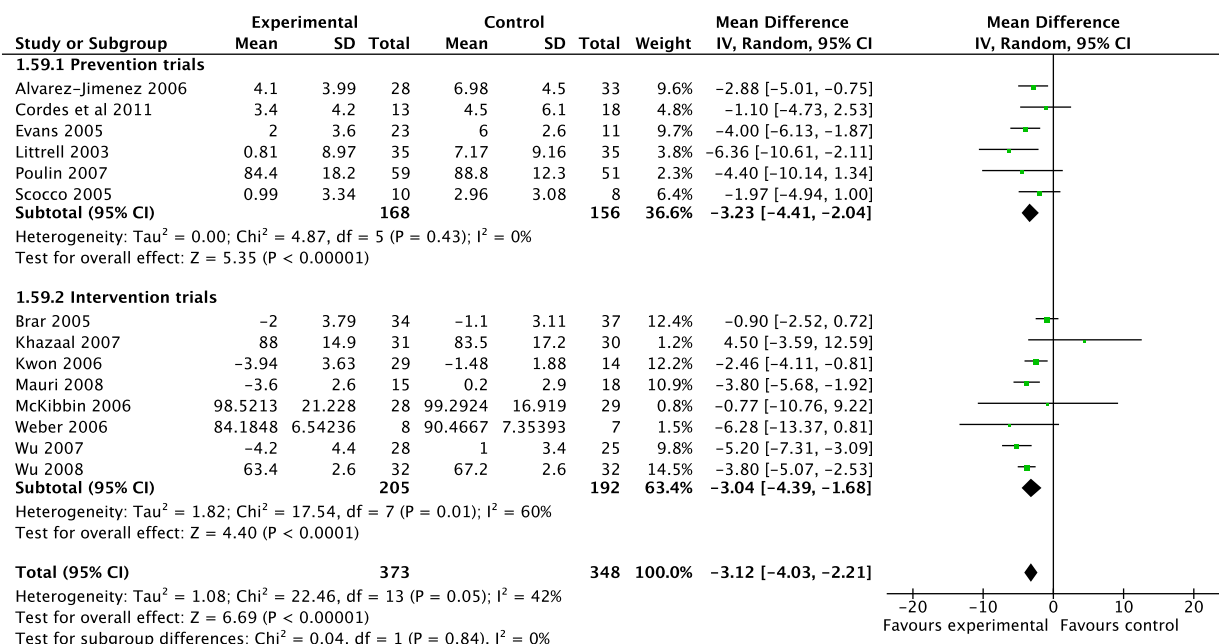 Experimental Control Mean Difference Mean Difference
Study or Subgroup Mean SD Total Mean SD Total Weight IV, Random, 95% CI IV, Random, 95% CI
1.59.1 Prevention trials
Alvarez-Jimenez 2006 4.1 3.99 28 6.98 4.5 33 9.6% -2.88 [-5.01, -0.75]
Cordes et al 2011 3.4 4.2 13 4.5 6.1 18 4.8% -1.10 [-4.73, 2.53]
Evans 2005 2 3.6 23 6 2.6 11 9.7% -4.00 [-6.13, -1.87]
Littrell 2003 0.81 8.97 35 7.17 9.16 35 3.8% -6.36 [-10.61, -2.11]
Poulin 2007 84.4 18.2 59 88.8 12.3 51 2.3% -4.40 [-10.14, 1.34]
Scocco 2005 0.99 3.34 10 2.96 3.08 8 6.4% -1.97 [-4.94, 1.00]
Subtotal (95% CI) 168 156 36.6% -3.23 [-4.41, -2.04]
Heterogeneity: Tau² = 0.00; Chi² = 4.87, df = 5 (P = 0.43); I² = 0%
Test for overall effect: Z = 5.35 (P < 0.00001)
1.59.2 Intervention trials
Brar 2005 -2 3.79 34 -1.1 3.11 37 12.4% -0.90 [-2.52, 0.72]
Khazaal 2007 88 14.9 31 83.5 17.2 30 1.2% 4.50 [-3.59, 12.59]
Kwon 2006 -3.94 3.63 29 -1.48 1.88 14 12.2% -2.46 [-4.11, -0.81]
Mauri 2008 -3.6 2.6 15 0.2 2.9 18 10.9% -3.80 [-5.68, -1.92]
McKibbin 2006 98.5213 21.228 28 99.2924 16.919 29 0.8% -0.77 [-10.76, 9.22]
Weber 2006 84.1848 6.54236 8 90.4667 7.35393 7 1.5% -6.28 [-13.37, 0.81]
Wu 2007 -4.2 4.4 28 1 3.4 25 9.8% -5.20 [-7.31, -3.09]
Wu 2008 63.4 2.6 32 67.2 2.6 32 14.5% -3.80 [-5.07, -2.53]
Subtotal (95% CI) 205 192 63.4% -3.04 [-4.39, -1.68]
Heterogeneity: Tau² = 1.82; Chi² = 17.54, df = 7 (P = 0.01); I² = 60%
Test for overall effect: Z = 4.40 (P < 0.0001)
Total (95% CI) 373 348 100.0% -3.12 [-4.03, -2.21]
Heterogeneity: Tau² = 1.08; Chi² = 22.46, df = 13 (P = 0.05); I² = 42%
Test for overall effect: Z = 6.69 (P < 0.00001)
Test for subgroup differences: Chi² = 0.04, df = 1 (P = 0.84), I² = 0%
-20 -10 0 10 20
Favours experimental Favours control